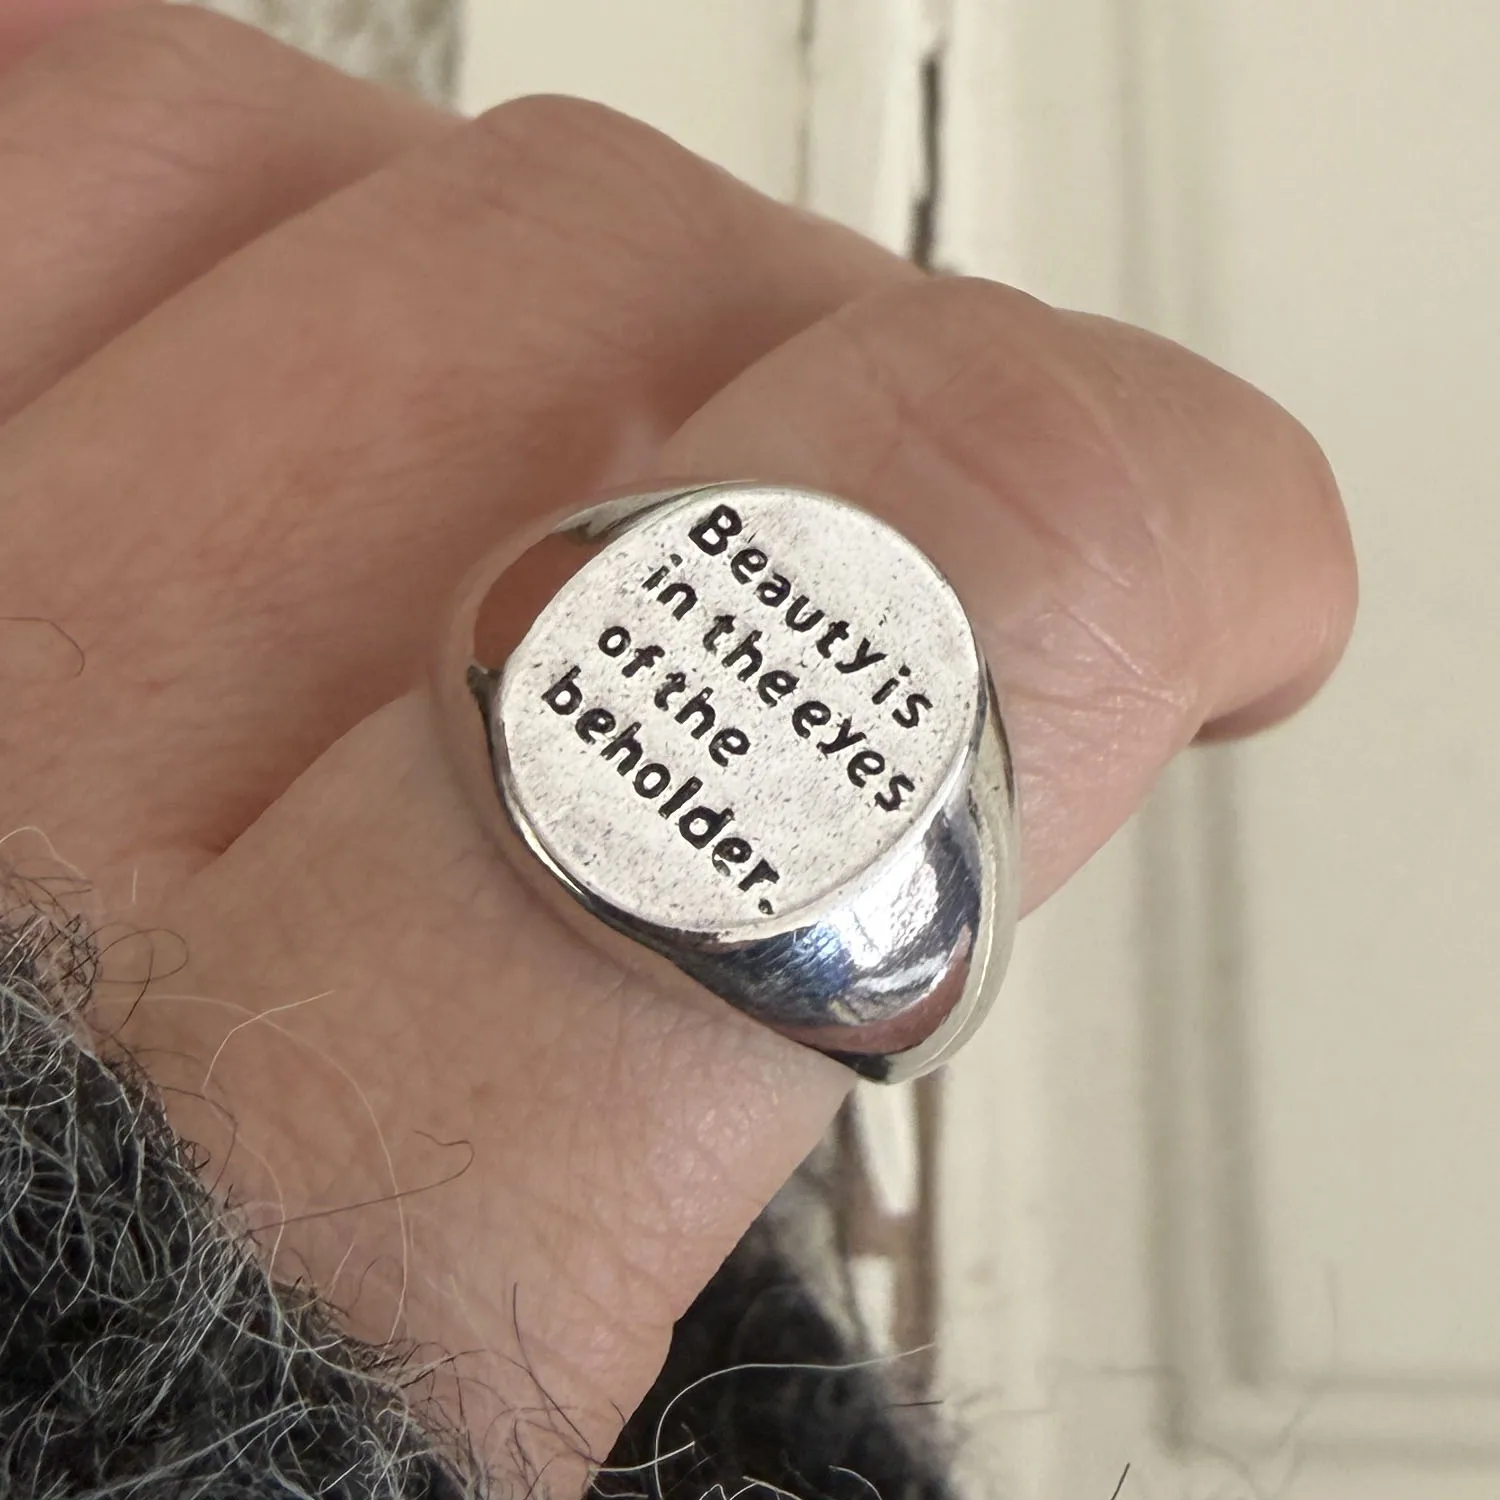 Beauty is
in the eyes
of the
beholder.